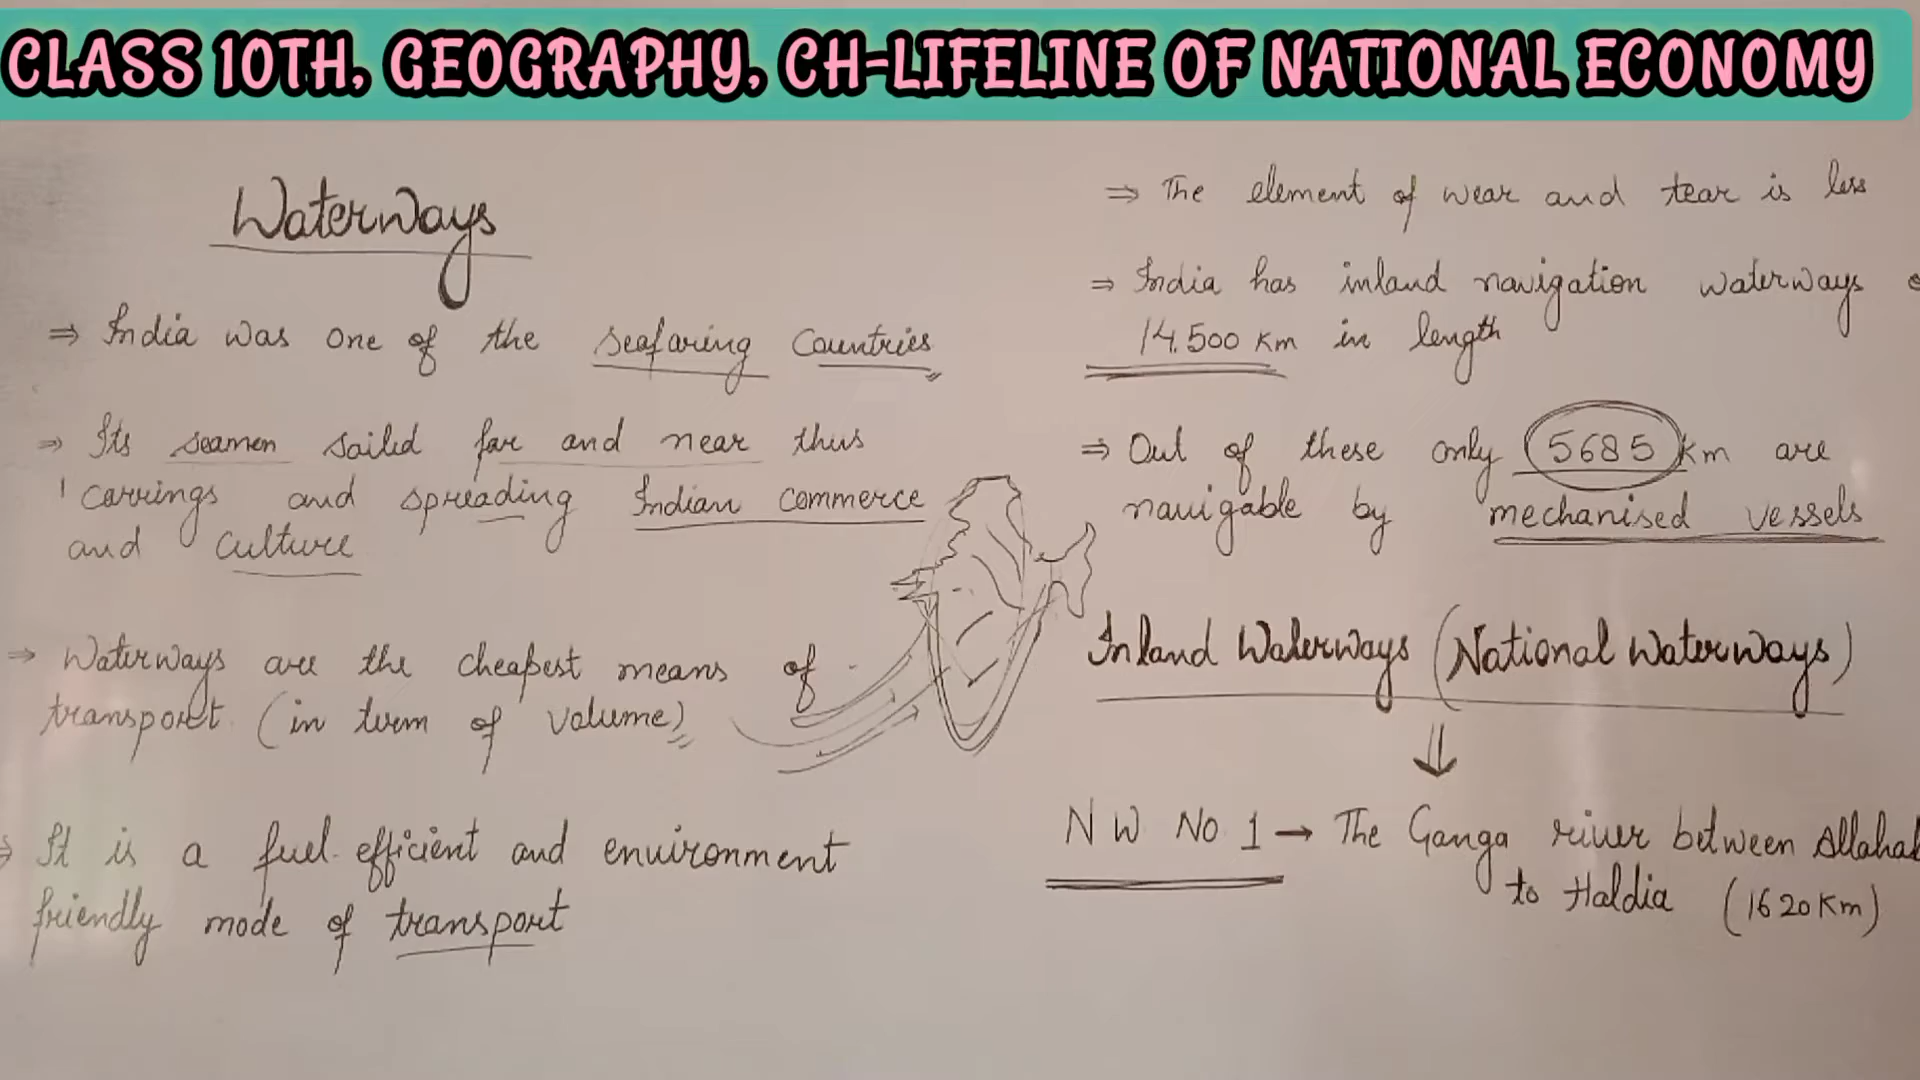 CLASS 10TH, GEOGRAPHY, CH-LIFELINE OF NATIONAL ECONOMY
Waterways
⇒ India was one of the seafaring countries
⇒ Its seamen sailed far and near thus
carrings and spreading Indian commerce
and culture
⇒ Waterways are the cheapest means of
transport (in term of volume)
⇒ It is a fuel-efficient and environment
friendly mode of transport
⇒ The element of wear and tear is less
⇒ India has inland navigation waterways
14.500 km in length
⇒ Out of these only 5685 km are
navigable by mechanised vessels
Inland Waterways (National Waterways)
⇓
NW NO 1 → The Ganga river between Allahab
to Haldia (1620 Km)